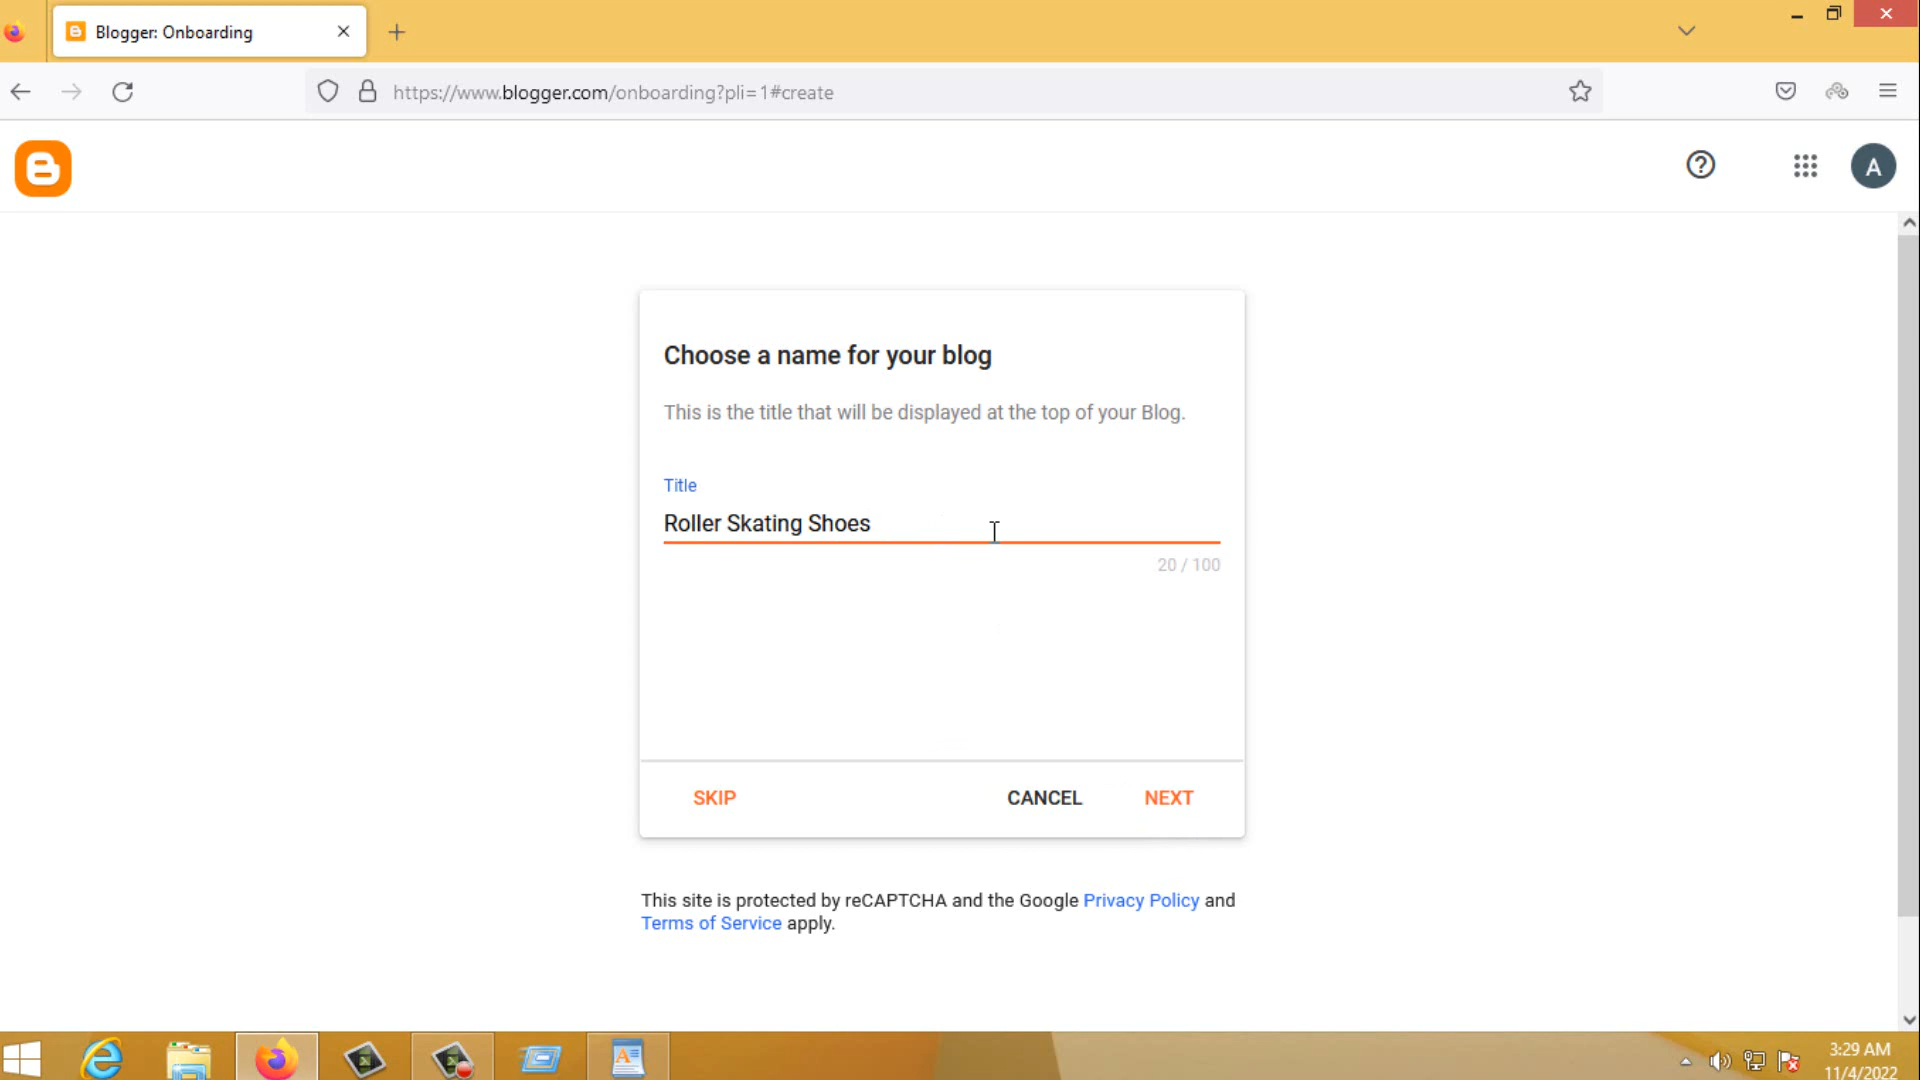 Blogger: Onboarding
https://www.blogger.com/onboarding?pli=1#create
A
Choose a name for your blog
This is the title that will be displayed at the top of your Blog.
Title
Roller Skating Shoes
20 / 100
SKIP
CANCEL
NEXT
This site is protected by reCAPTCHA and the Google Privacy Policy and
Terms of Service apply.
3:29 AM
11/4/2022